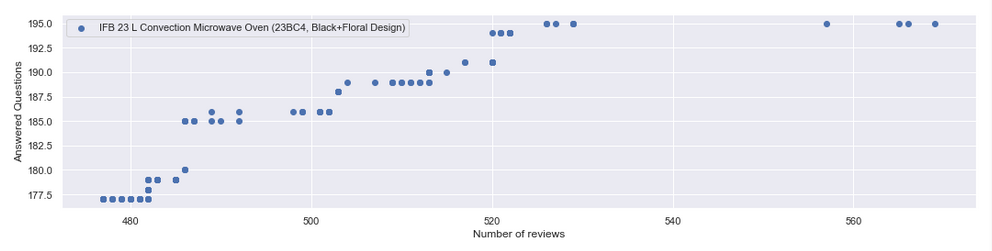 IFB 23 L Convection Microwave Oven (23BC4, Black+Floral Design)
195.0
192.5
190.0
187.5
185.0
182.5
180.0
177.5
Answered Questions
480 500 520 540 560
Number of reviews